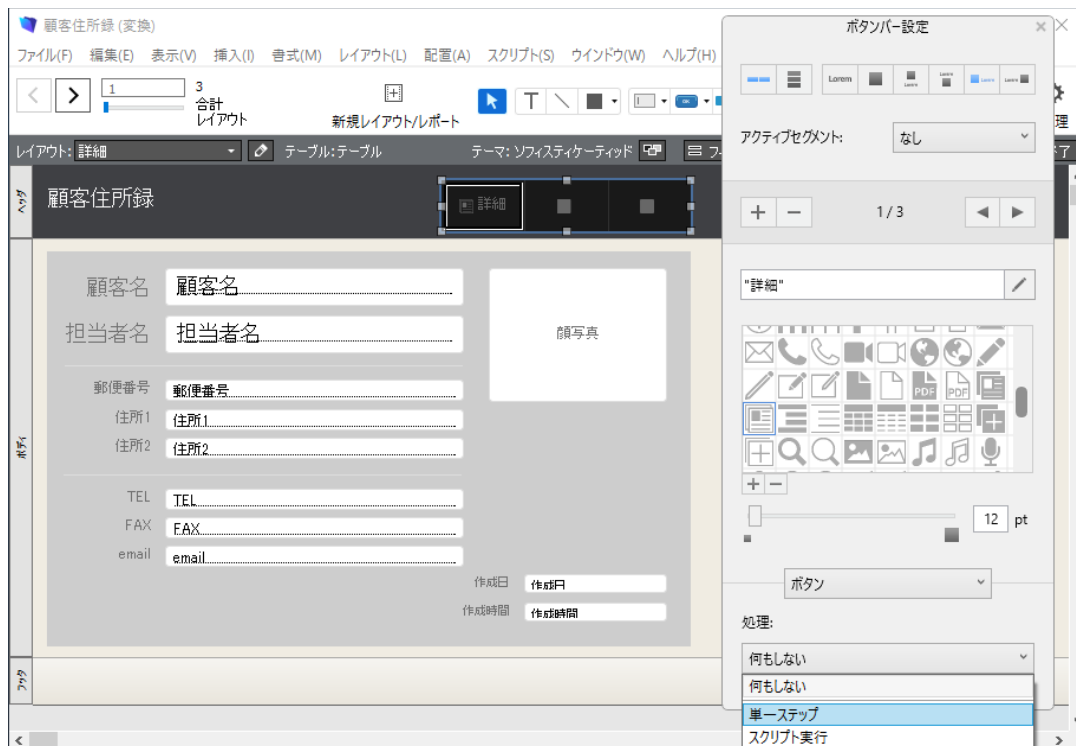 顧客住所録 (変換)
ファイル(F) 編集(E) 表示(V) 挿入(I) 書式(M) レイアウト(L) 配置(A) スクリプト(S) ウインドウ(W) ヘルプ(H)
1
3
合計
レイアウト
新規レイアウト/レポート
理
レイアウト: 詳細 テーブル:テーブル テーマ: ソフィスティケーティッド
了
ヘッダ
顧客住所録
詳細
ボディ
顧客名 顧客名
担当者名 担当者名
顔写真
郵便番号 郵便番号
住所1 住所1
住所2 住所2
TEL TEL
FAX FAX
email email
作成日 作成日
作成時間 作成時間
フッタ
ボタンバー設定
Lorem Lorem Lorem Lorem Lorem
アクティブセグメント: なし
1 / 3
"詳細"
PDF PDF
12 pt
ボタン
処理:
何もしない
何もしない
単一ステップ
スクリプト実行